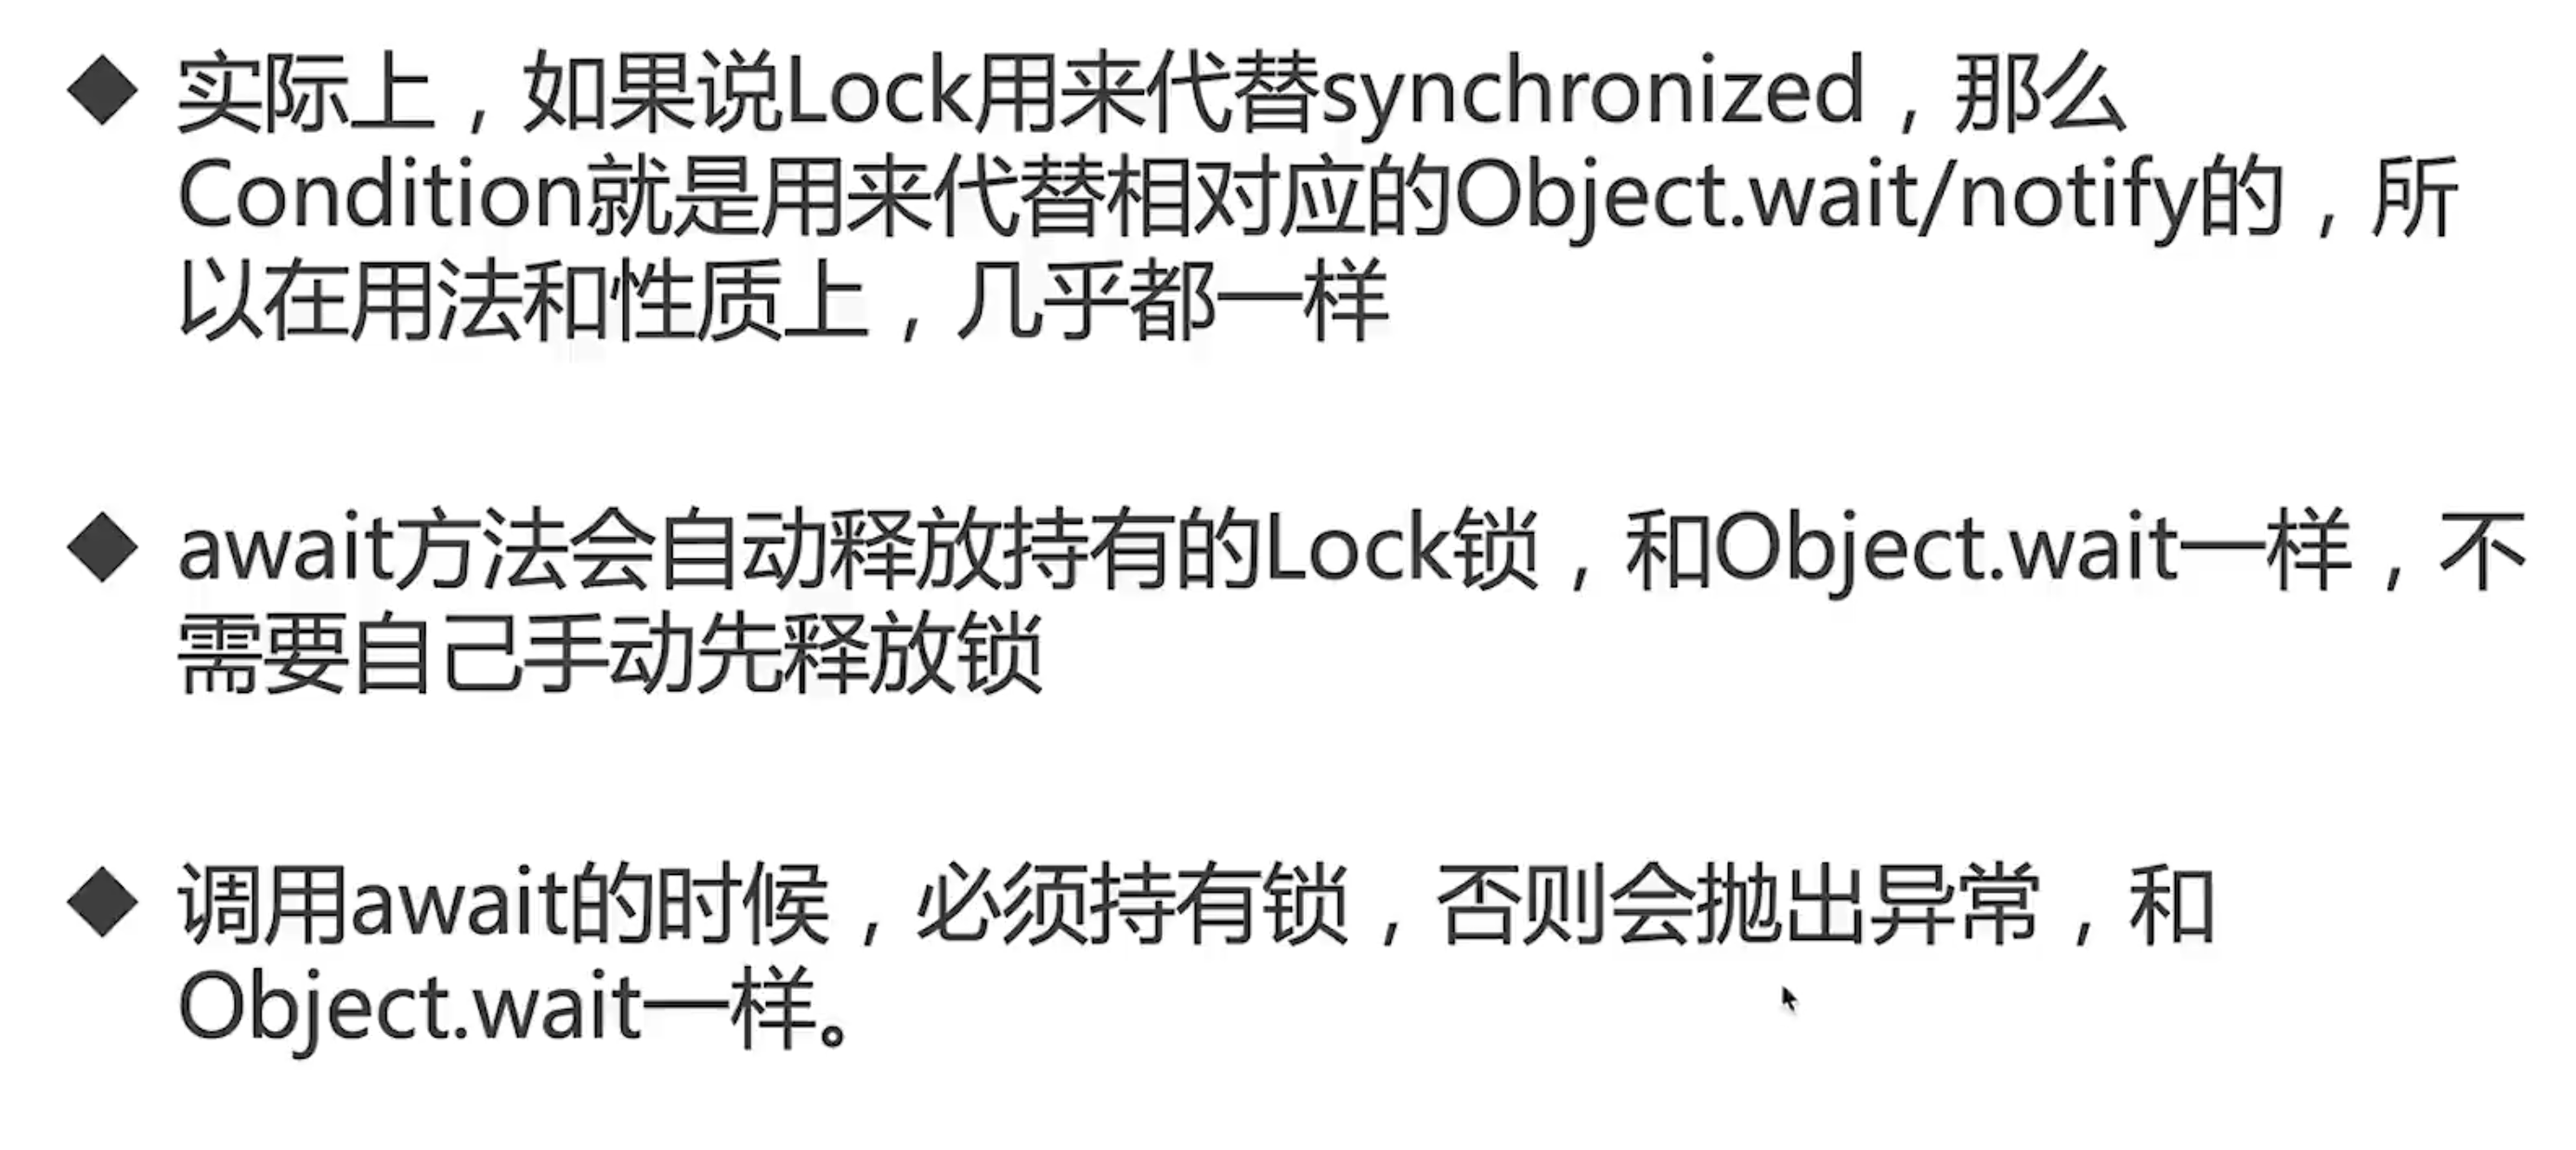 ◆ 实际上，如果说Lock用来代替synchronized，那么
Condition就是用来代替相对应的Object.wait/notify的，所
以在用法和性质上，几乎都一样
◆ await方法会自动释放持有的Lock锁，和Object.wait一样，不
需要自己手动先释放锁
◆ 调用await的时候，必须持有锁，否则会抛出异常，和
Object.wait一样。